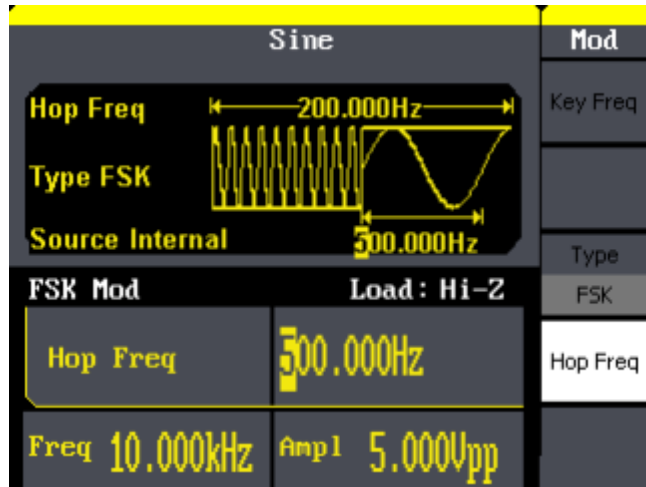 Sine
Mod
Hop Freq
200.000Hz
Key Freq
Type FSK
Source Internal
500.000Hz
Type
FSK
FSK Mod
Load: Hi-Z
Hop Freq
500.000Hz
Hop Freq
Freq 10.000kHz
Ampl 5.000Vpp